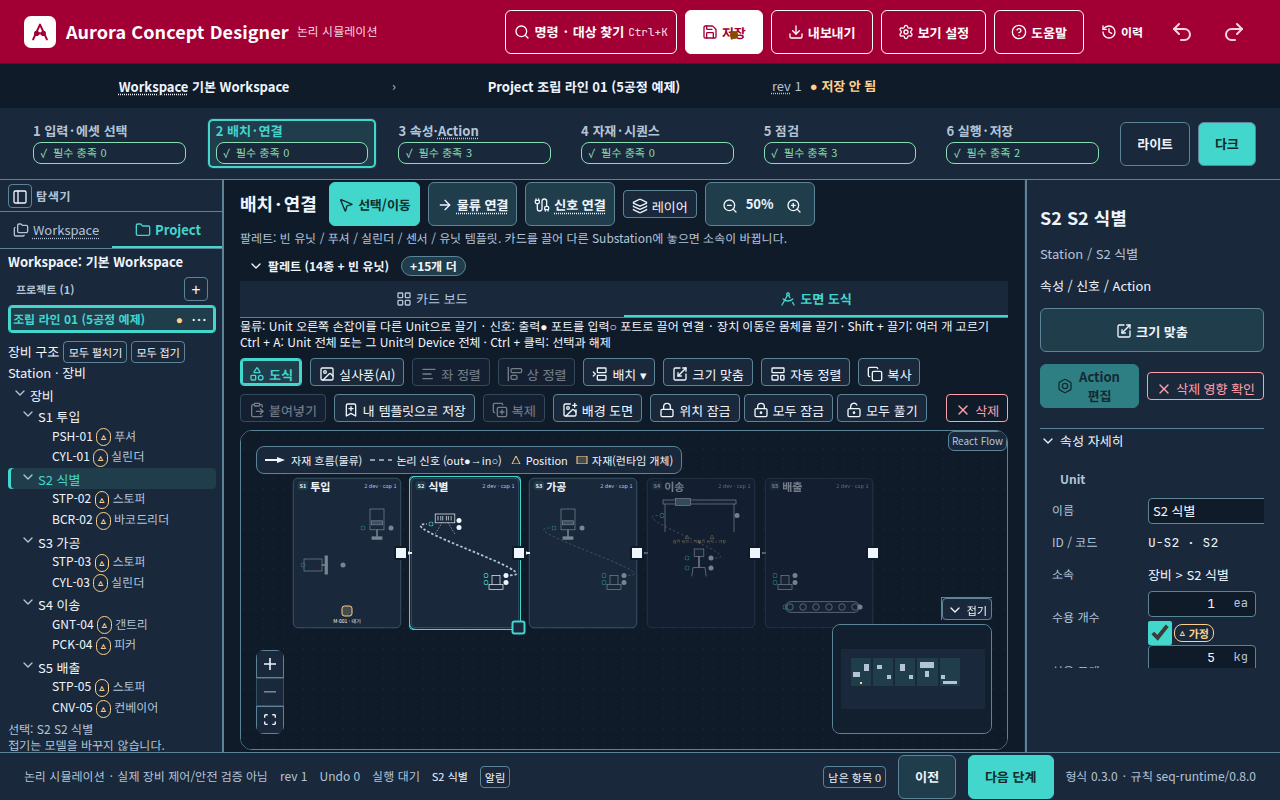 Aurora Concept Designer 논리 시뮬레이션
명령 · 대상 찾기 Ctrl+K
저장
내보내기
보기 설정
도움말
이력
Workspace 기본 Workspace
›
Project 조립 라인 01 (5공정 예제)
rev 1 ● 저장 안 됨
1 입력·에셋 선택
✓ 필수 충족 0
2 배치·연결
✓ 필수 충족 0
3 속성·Action
✓ 필수 충족 3
4 자재·시퀀스
✓ 필수 충족 0
5 점검
✓ 필수 충족 3
6 실행·저장
✓ 필수 충족 2
라이트
다크
탐색기
Workspace
Project
Workspace: 기본 Workspace
프로젝트 (1)
+
조립 라인 01 (5공정 예제) ● ···
장비 구조 모두 펼치기 모두 접기
Station · 장비
장비
S1 투입
PSH-01 푸셔
CYL-01 실린더
S2 식별
STP-02 스토퍼
BCR-02 바코드리더
S3 가공
STP-03 스토퍼
CYL-03 실린더
S4 이송
GNT-04 갠트리
PCK-04 피커
S5 배출
STP-05 스토퍼
CNV-05 컨베이어
선택: S2 S2 식별
접기는 모델을 바꾸지 않습니다.
배치·연결
선택/이동
물류 연결
신호 연결
레이어
50%
팔레트: 빈 유닛 / 푸셔 / 실린더 / 센서 / 유닛 템플릿. 카드를 끌어 다른 Substation에 놓으면 소속이 바뀝니다.
팔레트 (14종 + 빈 유닛) +15개 더
카드 보드
도면 도식
물류: Unit 오른쪽 손잡이를 다른 Unit으로 끌기 · 신호: 출력● 포트를 입력○ 포트로 끌어 연결 · 장치 이동은 몸체를 끌기 · Shift + 끌기: 여러 개 고르기
Ctrl + A: Unit 전체 또는 그 Unit의 Device 전체 · Ctrl + 클릭: 선택과 해제
도식
실사풍(AI)
좌 정렬
상 정렬
배치 ▾
크기 맞춤
자동 정렬
복사
붙여넣기
내 템플릿으로 저장
복제
배경 도면
위치 잠금
모두 잠금
모두 풀기
삭제
React Flow
자재 흐름(물류) 논리 신호 (out●→in○) Position 자재(런타임 개체)
S1 투입 2 dev · cap 1
S2 식별 2 dev · cap 1
S3 가공 2 dev · cap 1
S4 이송 2 dev · cap 1
S5 배출 2 dev · cap 1
M-001 · 대기
접기
S2 S2 식별
Station / S2 식별
속성 / 신호 / Action
크기 맞춤
Action
편집
삭제 영향 확인
속성 자세히
Unit
이름 S2 식별
ID / 코드 U-S2 · S2
소속 장비 > S2 식별
수용 개수 1 ea
가정
5 kg
논리 시뮬레이션 · 실제 장비 제어/안전 검증 아님 rev 1 Undo 0 실행 대기 S2 식별 알림
남은 항목 0
이전
다음 단계
형식 0.3.0 · 규칙 seq-runtime/0.8.0